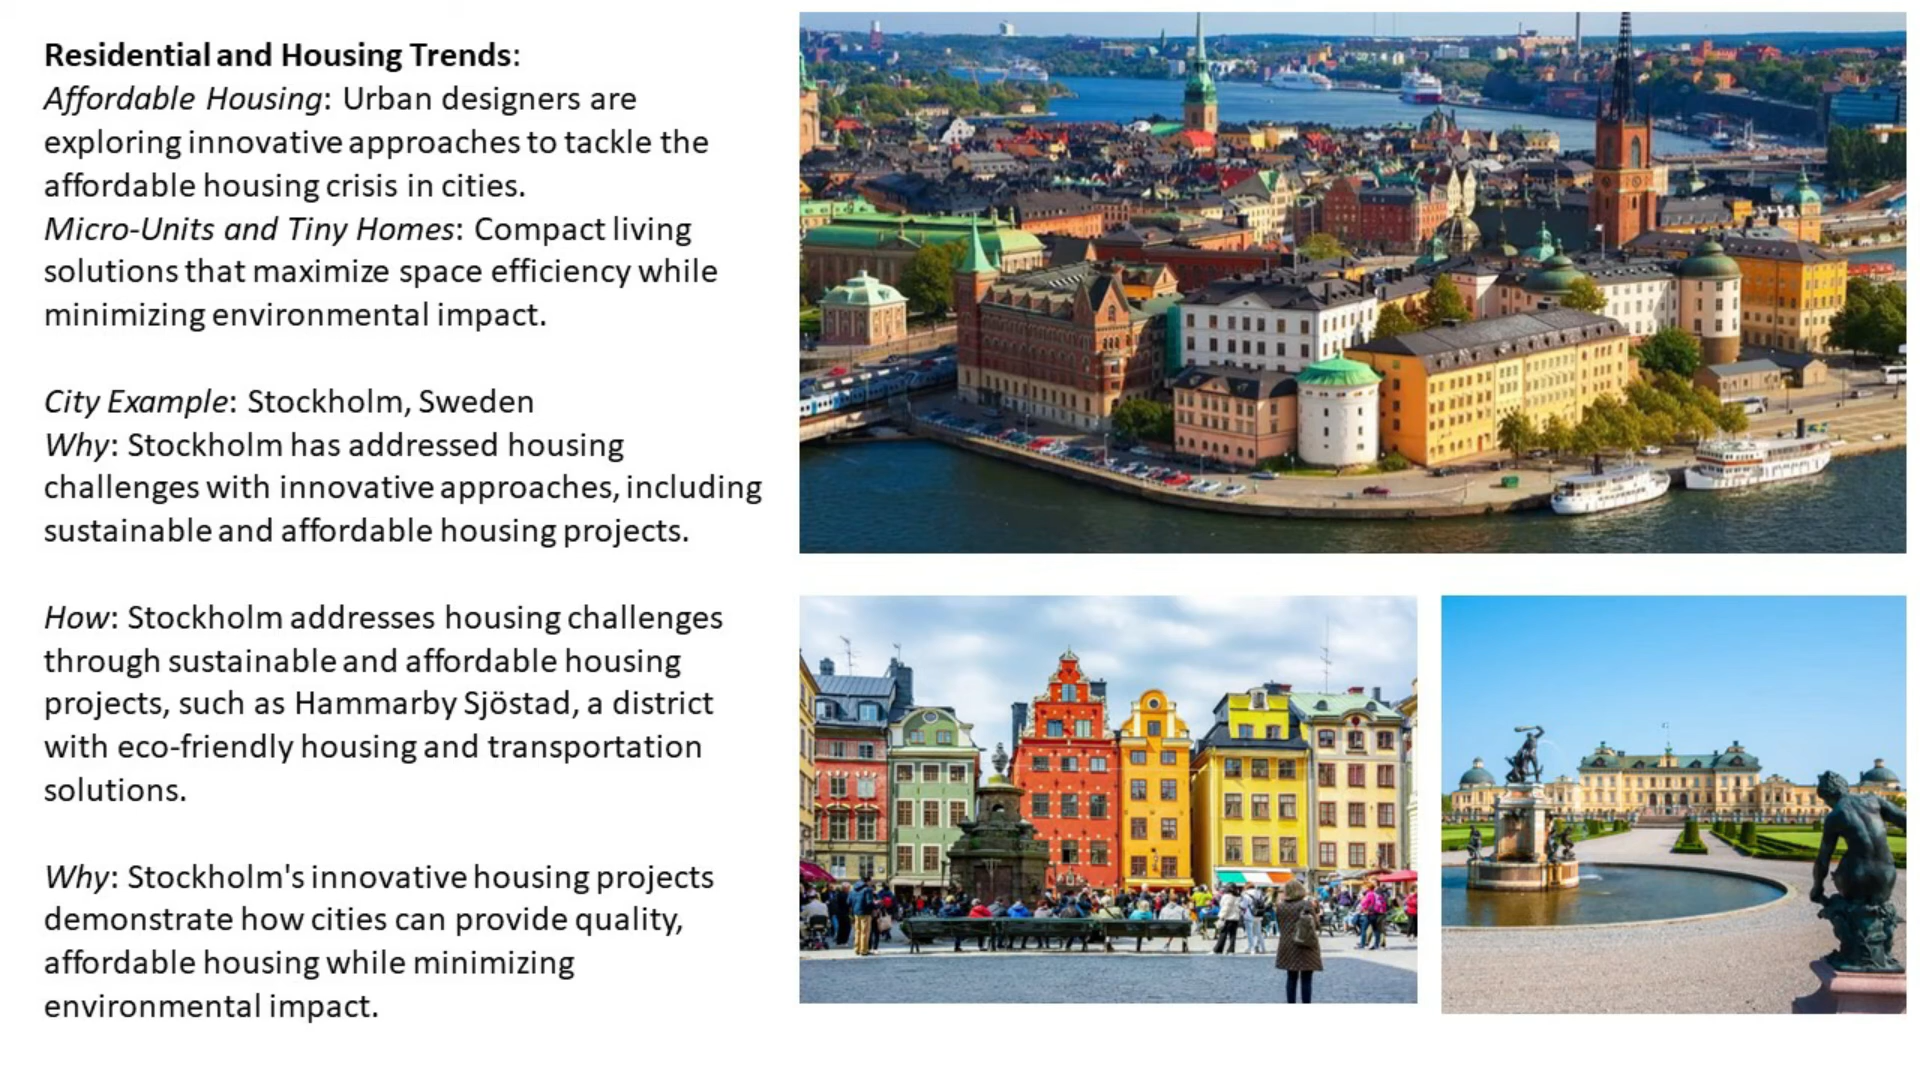 Residential and Housing Trends:
Affordable Housing: Urban designers are
exploring innovative approaches to tackle the
affordable housing crisis in cities.
Micro-Units and Tiny Homes: Compact living
solutions that maximize space efficiency while
minimizing environmental impact.
City Example: Stockholm, Sweden
Why: Stockholm has addressed housing
challenges with innovative approaches, including
sustainable and affordable housing projects.
How: Stockholm addresses housing challenges
through sustainable and affordable housing
projects, such as Hammarby Sjöstad, a district
with eco-friendly housing and transportation
solutions.
Why: Stockholm's innovative housing projects
demonstrate how cities can provide quality,
affordable housing while minimizing
environmental impact.